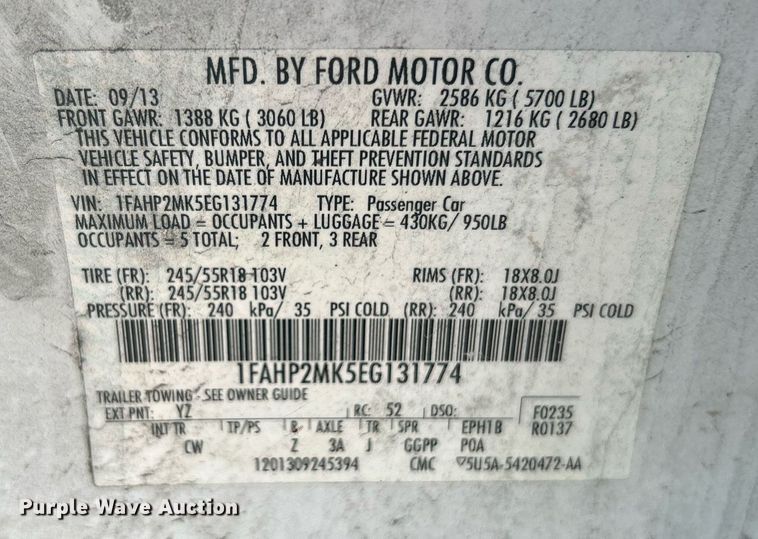 MFD. BY FORD MOTOR CO.
DATE: 09/13 GVWR: 2586 KG ( 5700 LB)
FRONT GAWR: 1388 KG ( 3060 LB) REAR GAWR: 1216 KG ( 2680 LB)
THIS VEHICLE CONFORMS TO ALL APPLICABLE FEDERAL MOTOR
VEHICLE SAFETY, BUMPER, AND THEFT PREVENTION STANDARDS
IN EFFECT ON THE DATE OF MANUFACTURE SHOWN ABOVE.
VIN: 1FAHP2MK5EG131774 TYPE: Passenger Car
MAXIMUM LOAD = OCCUPANTS + LUGGAGE = 430KG/ 950LB
OCCUPANTS = 5 TOTAL; 2 FRONT, 3 REAR
TIRE (FR): 245/55R18 103V RIMS (FR): 18X8.0J
(RR): 245/55R18 103V (RR): 18X8.0J
PRESSURE (FR): 240 kPa/ 35 PSI COLD (RR): 240 kPa/ 35 PSI COLD
1FAHP2MK5EG131774
TRAILER TOWING - SEE OWNER GUIDE
EXT PNT: YZ RC: 52 DSO: F0235
INT TR TP/PS R AXLE TR SPR EPH1B R0137
CW Z 3A J GGPP POA
1201309245394 CMC 5U5A-5420472-AA
Purple Wave Auction